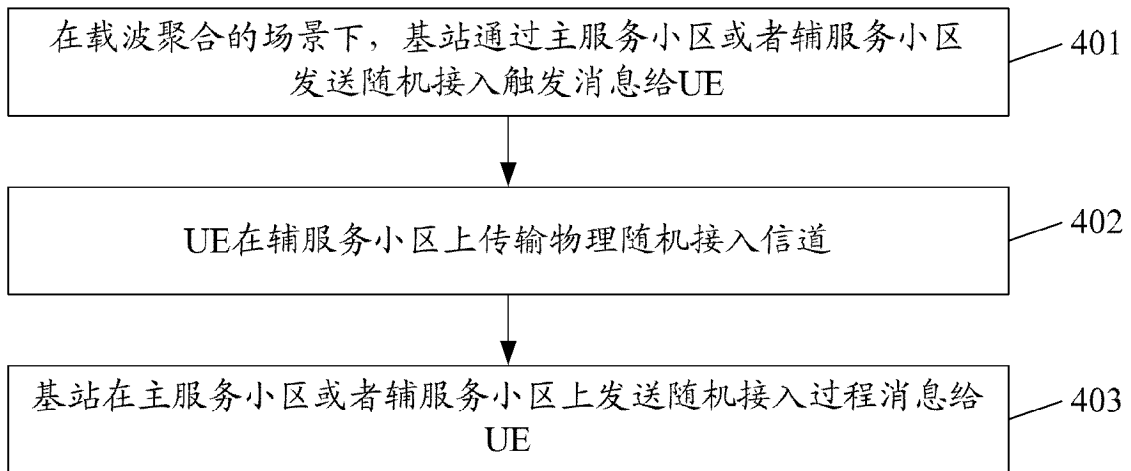 在载波聚合的场景下，基站通过主服务小区或者辅服务小区
发送随机接入触发消息给UE
401
UE在辅服务小区上传输物理随机接入信道
402
基站在主服务小区或者辅服务小区上发送随机接入过程消息给
UE
403